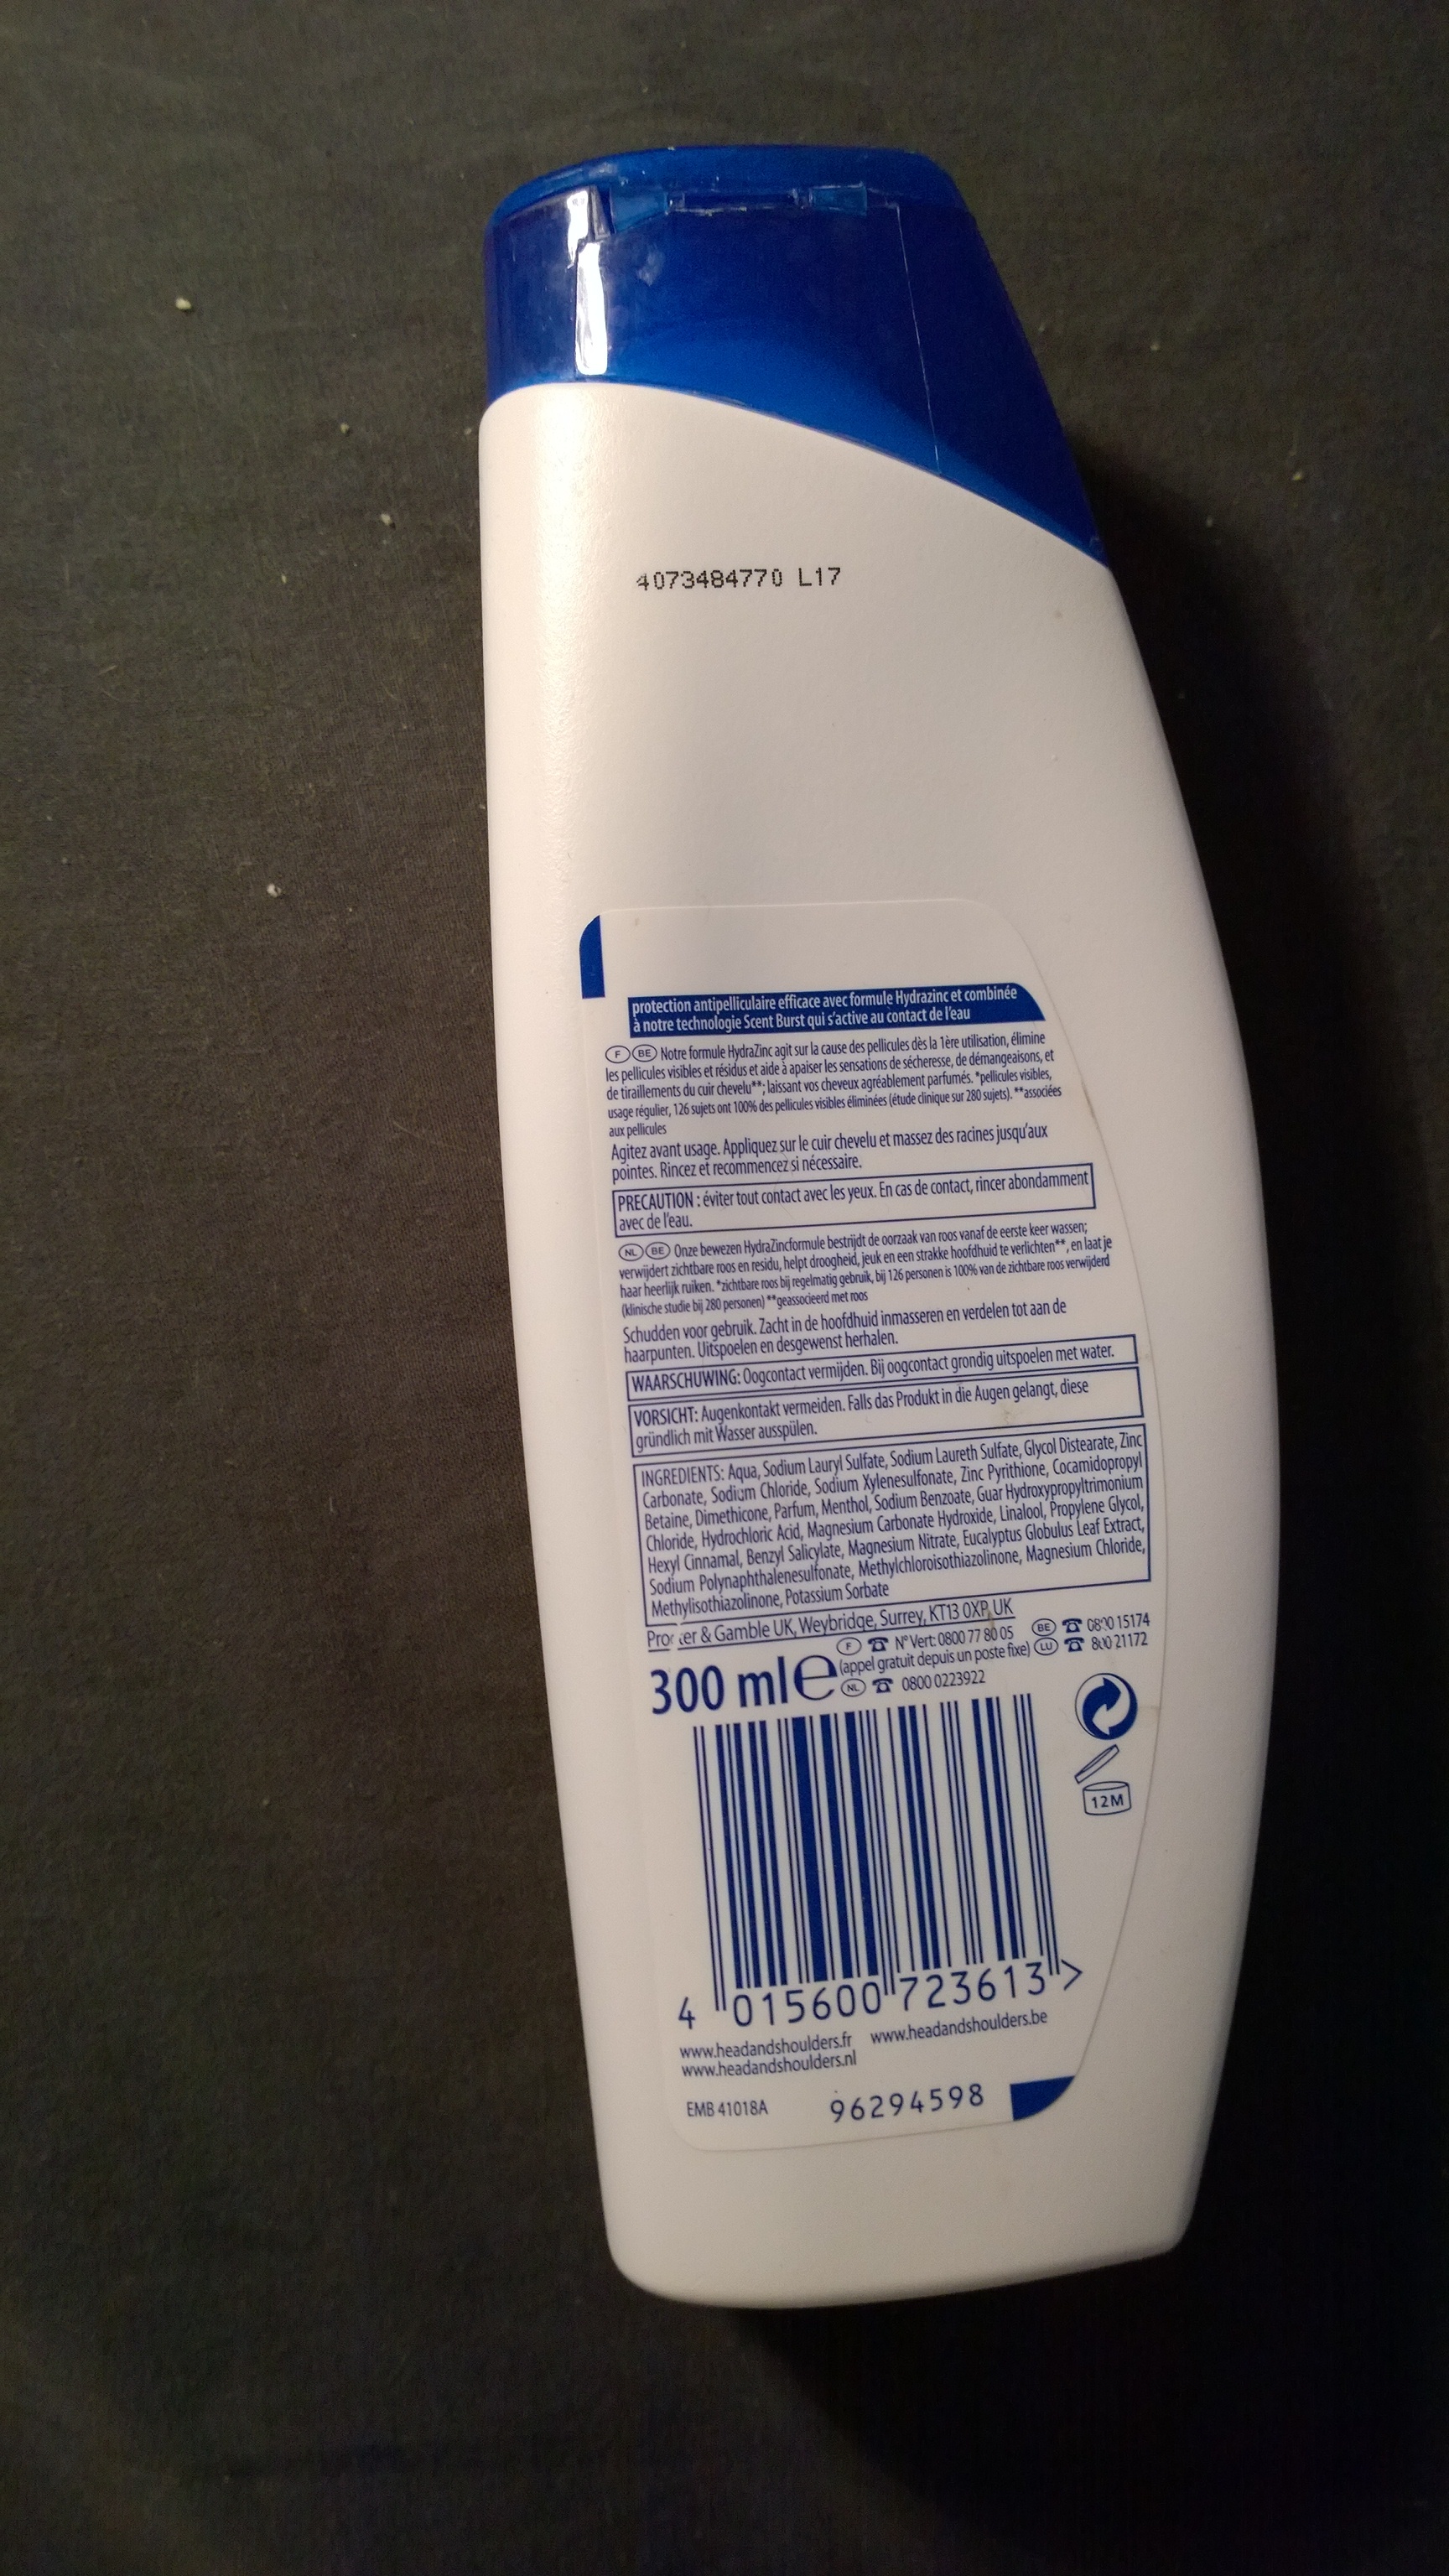 4073484770 L17
protection antipelliculaire efficace avec formule Hydrazinc et combinée
à notre technologie Scent Burst qui s'active au contact de l'eau
F BE Notre formule HydraZinc agit sur la cause des pellicules dès la 1ère utilisation, élimine
les pellicules visibles et résidus et aide à apaiser les sensations de sécheresse, de démangeaisons, et
de tiraillements du cuir chevelu**; laissant vos cheveux agréablement parfumés. *pellicules visibles,
usage régulier, 126 sujets ont 100% des pellicules visibles éliminées (étude clinique sur 280 sujets). **associées
aux pellicules
Agitez avant usage. Appliquez sur le cuir chevelu et massez des racines jusqu'aux
pointes. Rincez et recommencez si nécessaire.
PRECAUTION : éviter tout contact avec les yeux. En cas de contact, rincer abondamment
avec de l'eau.
NL BE Onze bewezen HydraZincformule bestrijdt de oorzaak van roos vanaf de eerste keer wassen;
verwijdert zichtbare roos en residu, helpt droogheid, jeuk en een strakke hoofdhuid te verlichten**, en laat je
haar heerlijk ruiken. *zichtbare roos bij regelmatig gebruik, bij 126 personen is 100% van de zichtbare roos verwijderd
(klinische studie bij 280 personen) **geassocieerd met roos
Schudden voor gebruik. Zacht in de hoofdhuid inmasseren en verdelen tot aan de
haarpunten. Uitspoelen en desgewenst herhalen.
WAARSCHUWING: Oogcontact vermijden. Bij oogcontact grondig uitspoelen met water.
VORSICHT: Augenkontakt vermeiden. Falls das Produkt in die Augen gelangt, diese
gründlich mit Wasser ausspülen.
INGREDIENTS: Aqua, Sodium Lauryl Sulfate, Sodium Laureth Sulfate, Glycol Distearate, Zinc
Carbonate, Sodium Chloride, Sodium Xylenesulfonate, Zinc Pyrithione, Cocamidopropyl
Betaine, Dimethicone, Parfum, Menthol, Sodium Benzoate, Guar Hydroxypropyltrimonium
Chloride, Hydrochloric Acid, Magnesium Carbonate Hydroxide, Linalool, Propylene Glycol,
Hexyl Cinnamal, Benzyl Salicylate, Magnesium Nitrate, Eucalyptus Globulus Leaf Extract,
Sodium Polynaphthalenesulfonate, Methylchloroisothiazolinone, Magnesium Chloride,
Methylisothiazolinone, Potassium Sorbate
Procter & Gamble UK, Weybridge, Surrey, KT13 0XP, UK
F ☎ N° Vert: 0800 77 80 05 BE ☎ 0800 15174
(appel gratuit depuis un poste fixe) LU ☎ 800 21172
300 ml e NL ☎ 0800 0223922
12M
4 015600 723613 >
www.headandshoulders.fr www.headandshoulders.be
www.headandshoulders.nl
EMB 41018A 96294598